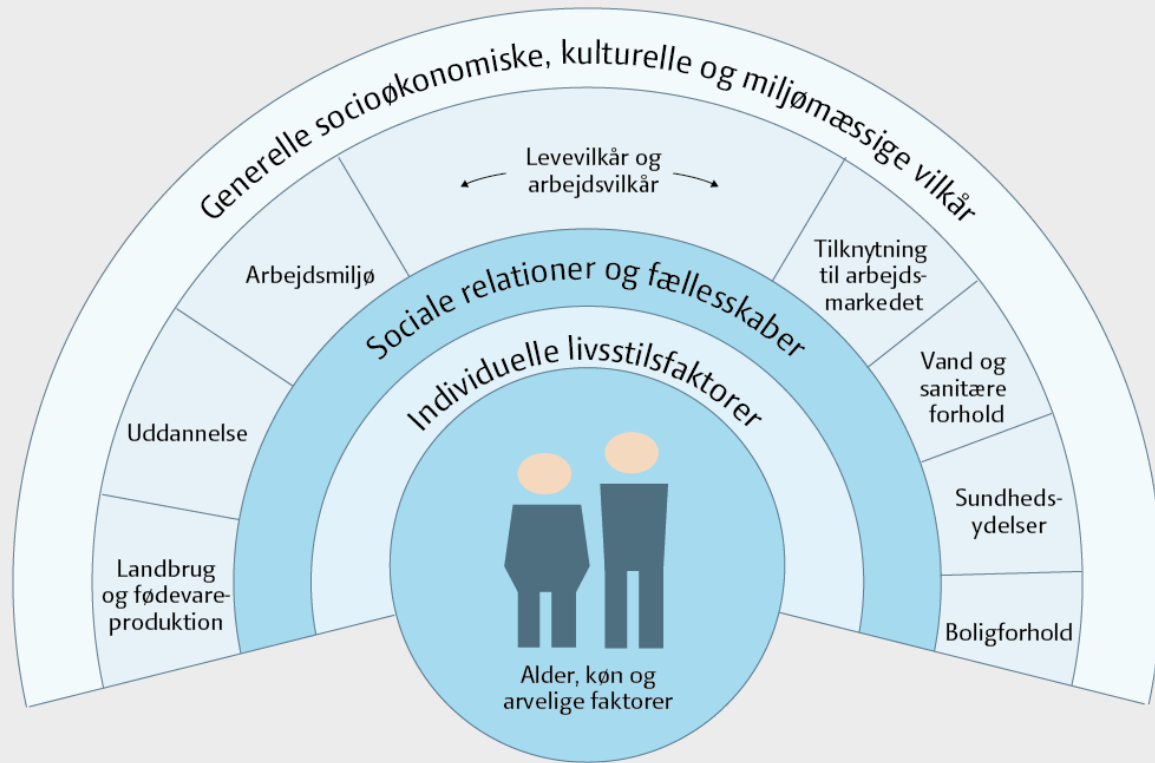 Generelle socioøkonomiske, kulturelle og miljømæssige vilkår
Levevilkår og
arbejdsvilkår
Arbejdsmiljø
Tilknytning
til arbejds-
markedet
Sociale relationer og fællesskaber
Individuelle livsstilsfaktorer
Vand og
sanitære
forhold
Uddannelse
Sundheds-
ydelser
Landbrug
og fødevare-
produktion
Boligforhold
Alder, køn og
arvelige faktorer